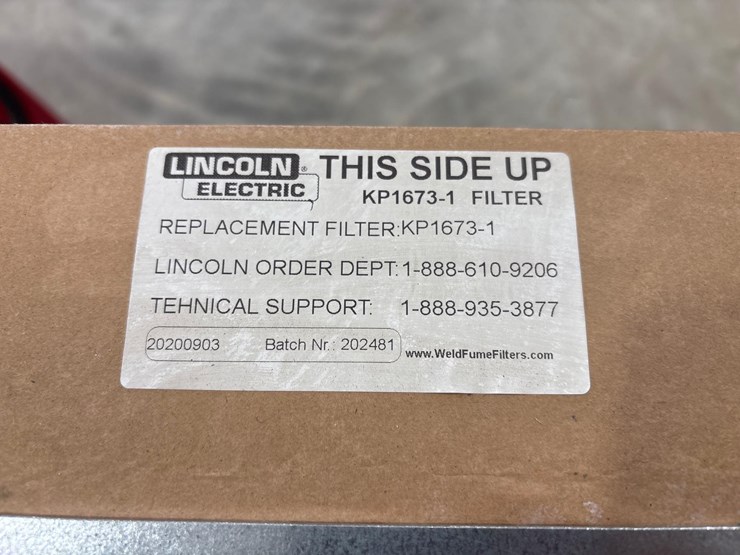 LINCOLN ® THIS SIDE UP
ELECTRIC KP1673-1 FILTER
REPLACEMENT FILTER:KP1673-1
LINCOLN ORDER DEPT:1-888-610-9206
TEHNICAL SUPPORT: 1-888-935-3877
20200903 Batch Nr.: 202481 www.WeldFumeFilters.com